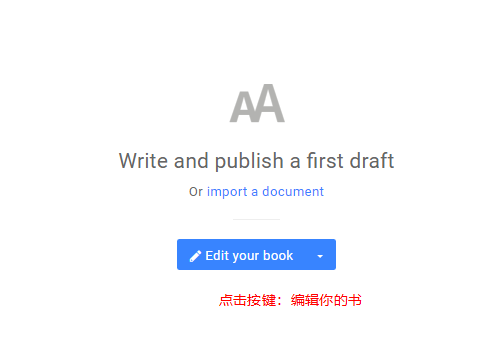 AA
Write and publish a first draft
Or import a document
Edit your book
点击按键：编辑你的书